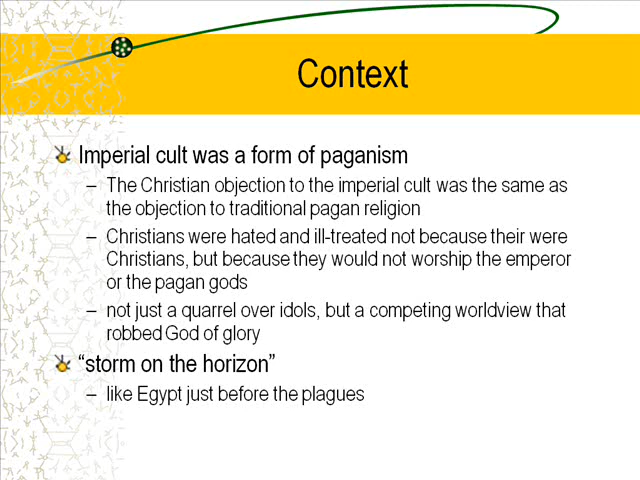 Context
Imperial cult was a form of paganism
– The Christian objection to the imperial cult was the same as
the objection to traditional pagan religion
– Christians were hated and ill-treated not because their were
Christians, but because they would not worship the emperor
or the pagan gods
– not just a quarrel over idols, but a competing worldview that
robbed God of glory
“storm on the horizon”
– like Egypt just before the plagues